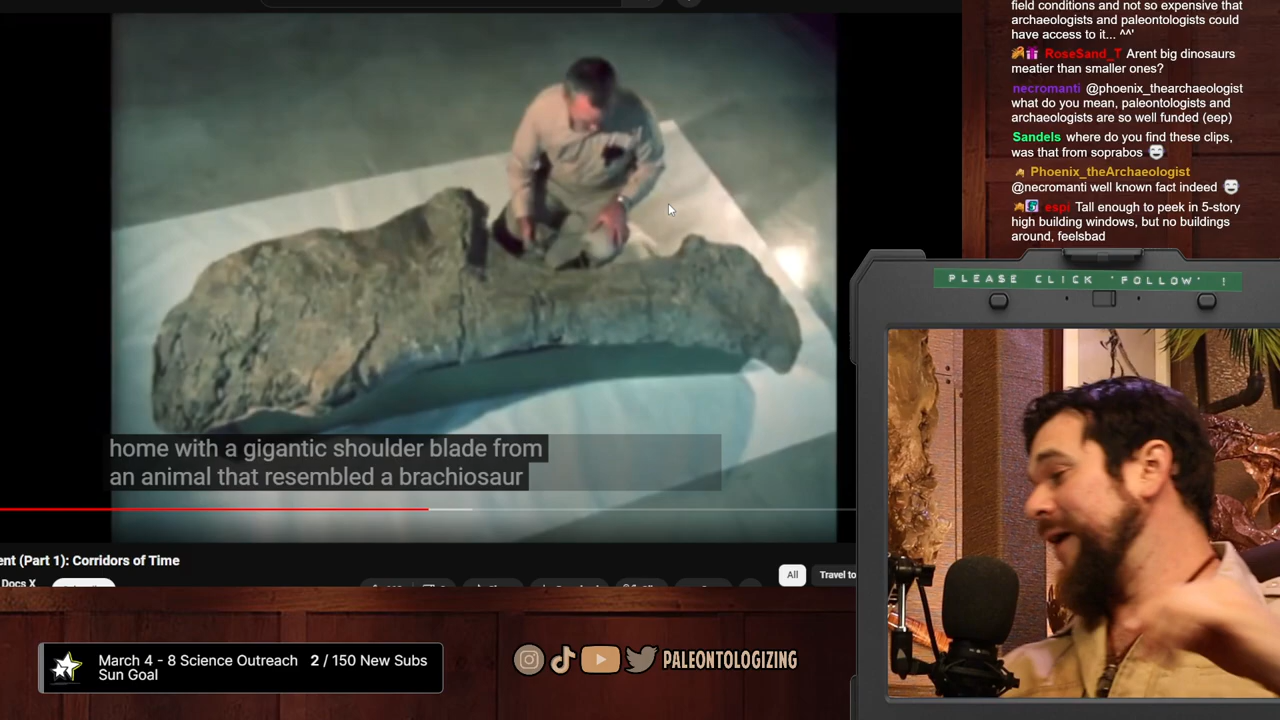 field conditions and not so expensive that
archaeologists and paleontologists could
have access to it... ^^'
RoseSand_T Arent big dinosaurs
meatier than smaller ones?
necromanti @phoenix_thearchaeologist
what do you mean, paleontologists and
archaeologists are so well funded (eep)
Sandels where do you find these clips,
was that from soprabos
Phoenix_theArchaeologist
@necromanti well known fact indeed
espi Tall enough to peek in 5-story
high building windows, but no buildings
around, feelsbad
PLEASE CLICK 'FOLLOW' !
home with a gigantic shoulder blade from
an animal that resembled a brachiosaur
ent (Part 1): Corridors of Time
Docs X
All
Travel to
March 4 - 8 Science Outreach 2 / 150 New Subs
Sun Goal
PALEONTOLOGIZING